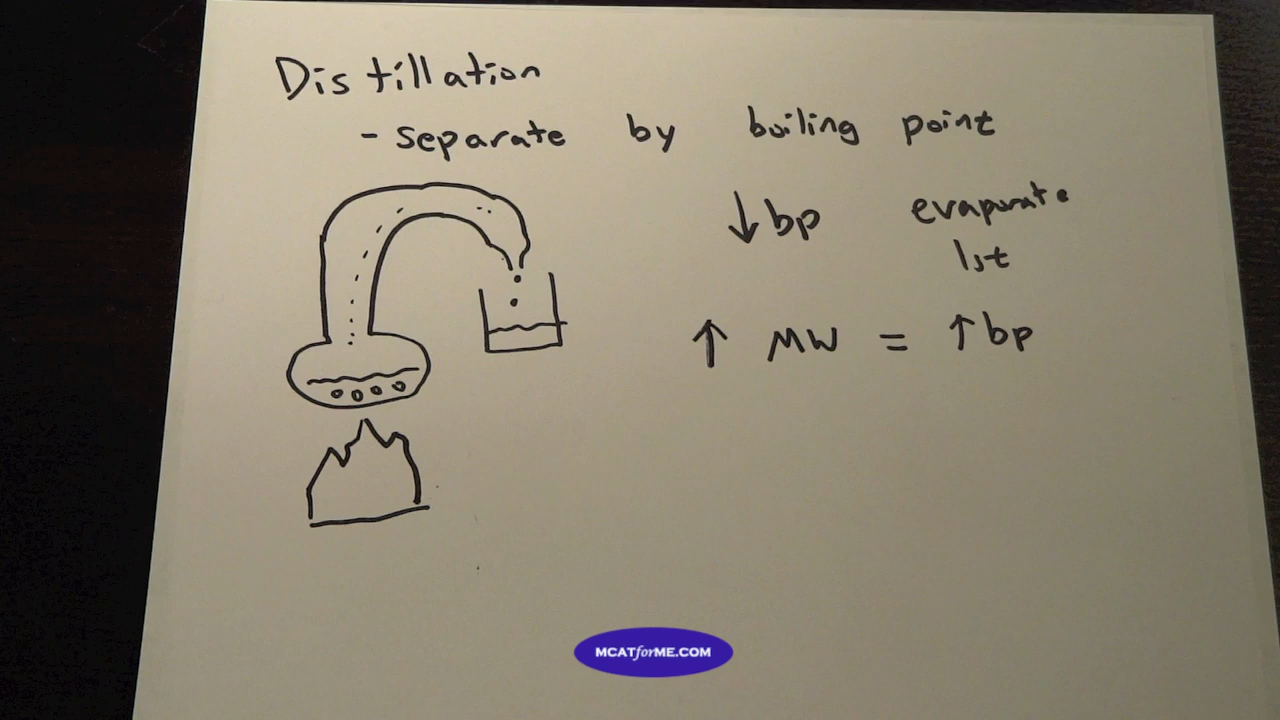 Distillation
- separate by boiling point
↓ bp evaporate
1st
↑ MW = ↑ bp
MCATforME.COM